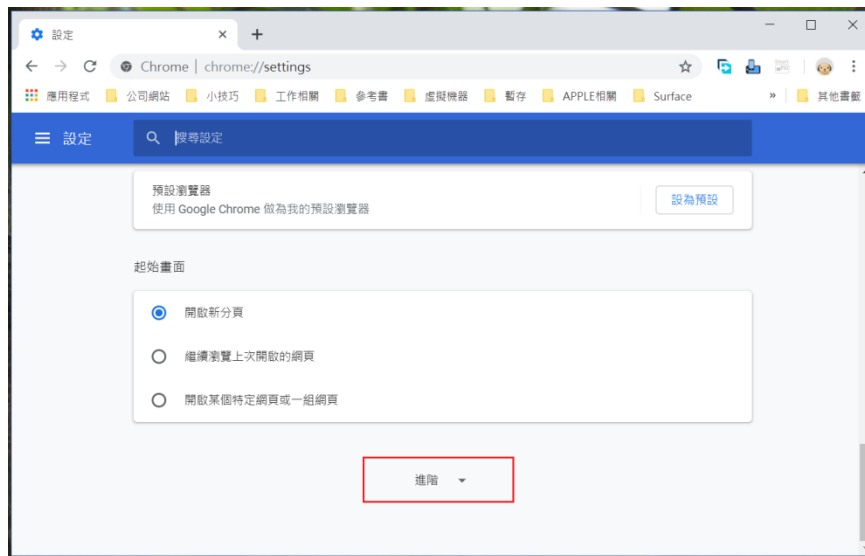 設定
Chrome | chrome://settings
應用程式 公司網站 小技巧 工作相關 參考書 虛擬機器 暫存 APPLE相關 Surface » 其他書籤
設定 搜尋設定
預設瀏覽器
使用 Google Chrome 做為我的預設瀏覽器
設為預設
起始畫面
開啟新分頁
繼續瀏覽上次開啟的網頁
開啟某個特定網頁或一組網頁
進階